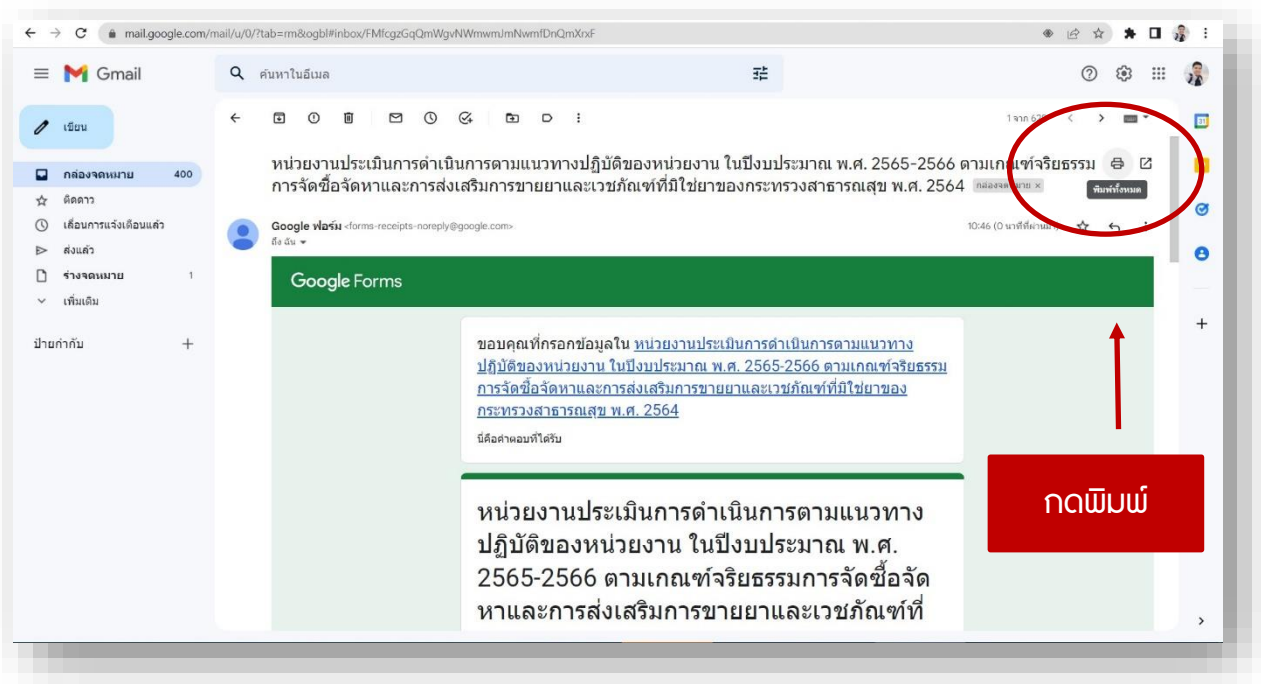 mail.google.com/mail/u/0/?tab=rm&ogbl#inbox/FMfcgzGqQmWgvNWmwmJmNwmfDnQmXrxF
Gmail
ค้นหาในอีเมล
เขียน
1 จาก
กล่องจดหมาย 400
ติดดาว
เลื่อนการแจ้งเตือนแล้ว
ส่งแล้ว
ร่างจดหมาย 1
เพิ่มเติม
ป้ายกำกับ
หน่วยงานประเมินการดำเนินการตามแนวทางปฏิบัติของหน่วยงาน ในปีงบประมาณ พ.ศ. 2565-2566 ตามเกณฑ์จริยธรรม
การจัดซื้อจัดหาและการส่งเสริมการขายยาและเวชภัณฑ์ที่มิใช่ยาของกระทรวงสาธารณสุข พ.ศ. 2564 กล่องจดหมาย ×
พิมพ์ทั้งหมด
Google ฟอร์ม <forms-receipts-noreply@google.com>
10:46 (0 นาทีที่ผ่านมา)
ถึง ฉัน
31
Google Forms
ขอบคุณที่กรอกข้อมูลใน หน่วยงานประเมินการดำเนินการตามแนวทาง
ปฏิบัติของหน่วยงาน ในปีงบประมาณ พ.ศ. 2565-2566 ตามเกณฑ์จริยธรรม
การจัดซื้อจัดหาและการส่งเสริมการขายยาและเวชภัณฑ์ที่มิใช่ยาของ
กระทรวงสาธารณสุข พ.ศ. 2564
นี่คือคำตอบที่ได้รับ
หน่วยงานประเมินการดำเนินการตามแนวทาง
ปฏิบัติของหน่วยงาน ในปีงบประมาณ พ.ศ.
2565-2566 ตามเกณฑ์จริยธรรมการจัดซื้อจัด
หาและการส่งเสริมการขายยาและเวชภัณฑ์ที่
กดพิมพ์